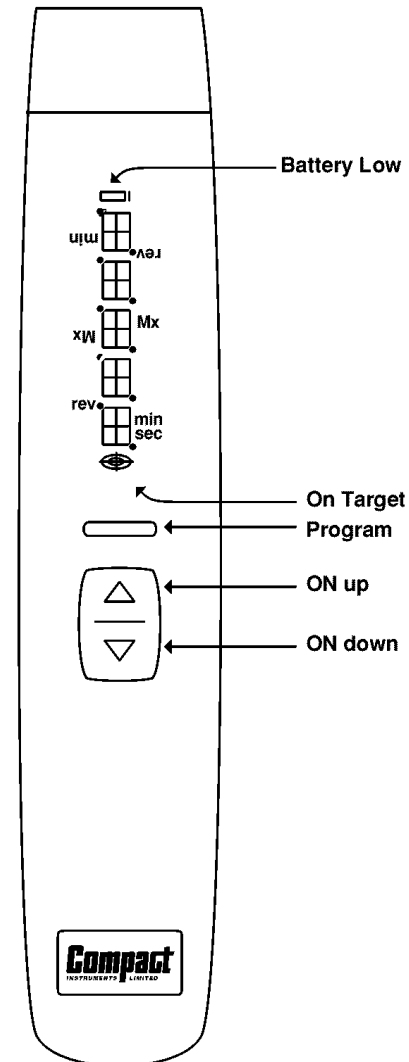 Battery Low
min
rev
Mx
Mx
rev
min
sec
On Target
Program
ON up
ON down
Compact
INSTRUMENTS LIMITED